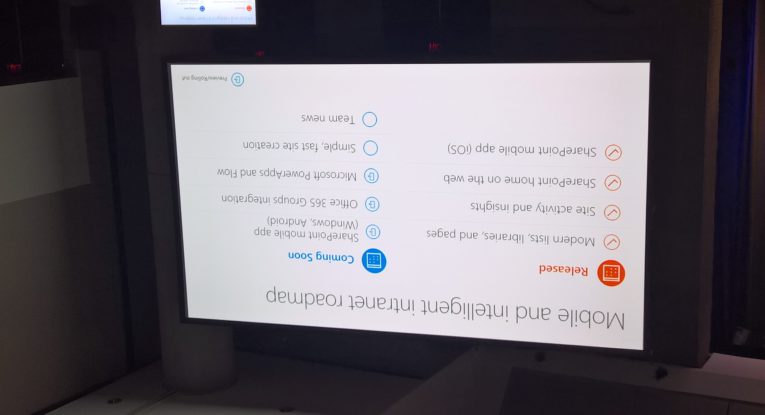 Mobile and intelligent intranet roadmap
Released
Modern lists, libraries, and pages
Site activity and insights
SharePoint home on the web
SharePoint mobile app (iOS)
Coming Soon
SharePoint mobile app
(Windows, Android)
Office 365 Groups integration
Microsoft PowerApps and Flow
Simple, fast site creation
Team news
Preview/Rolling out